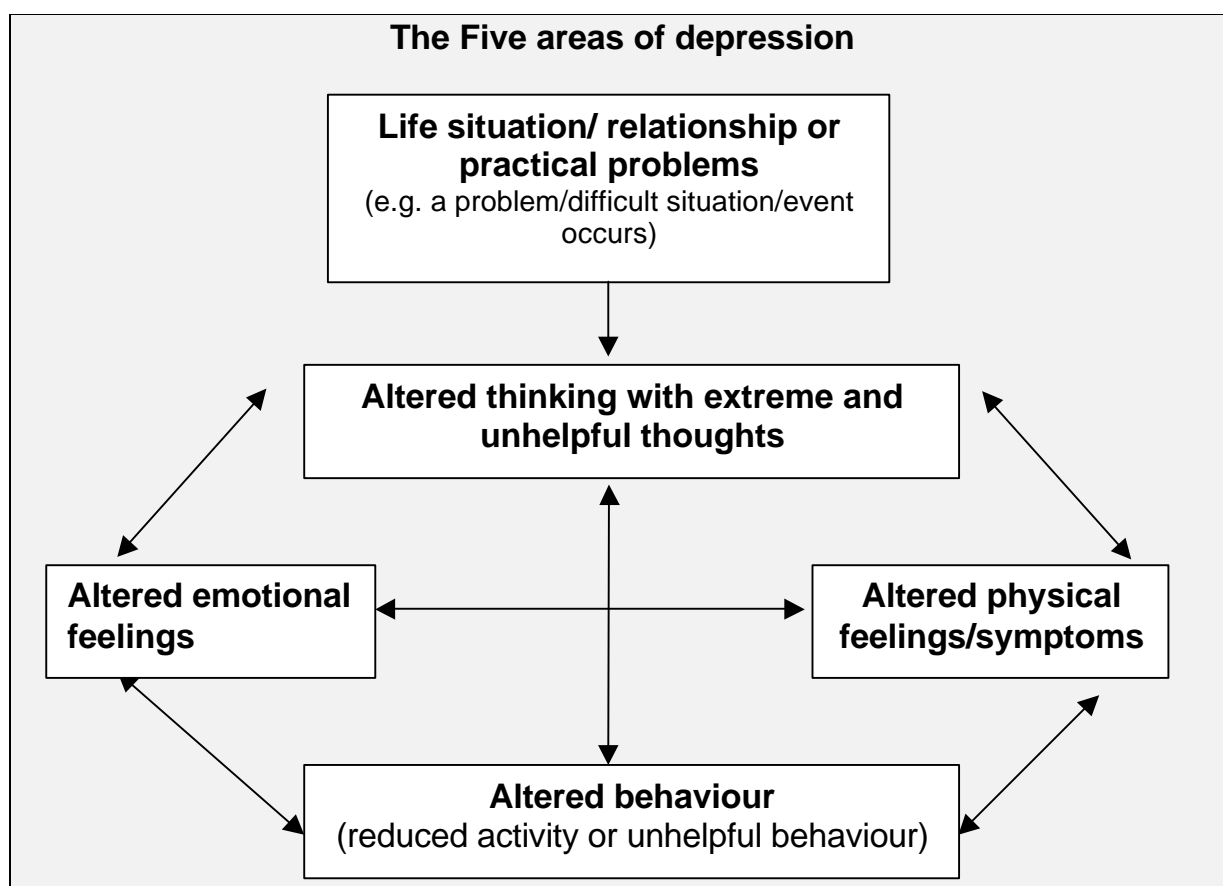 The Five areas of depression
Life situation/ relationship or
practical problems
(e.g. a problem/difficult situation/event
occurs)
Altered thinking with extreme and
unhelpful thoughts
Altered emotional
feelings
Altered physical
feelings/symptoms
Altered behaviour
(reduced activity or unhelpful behaviour)